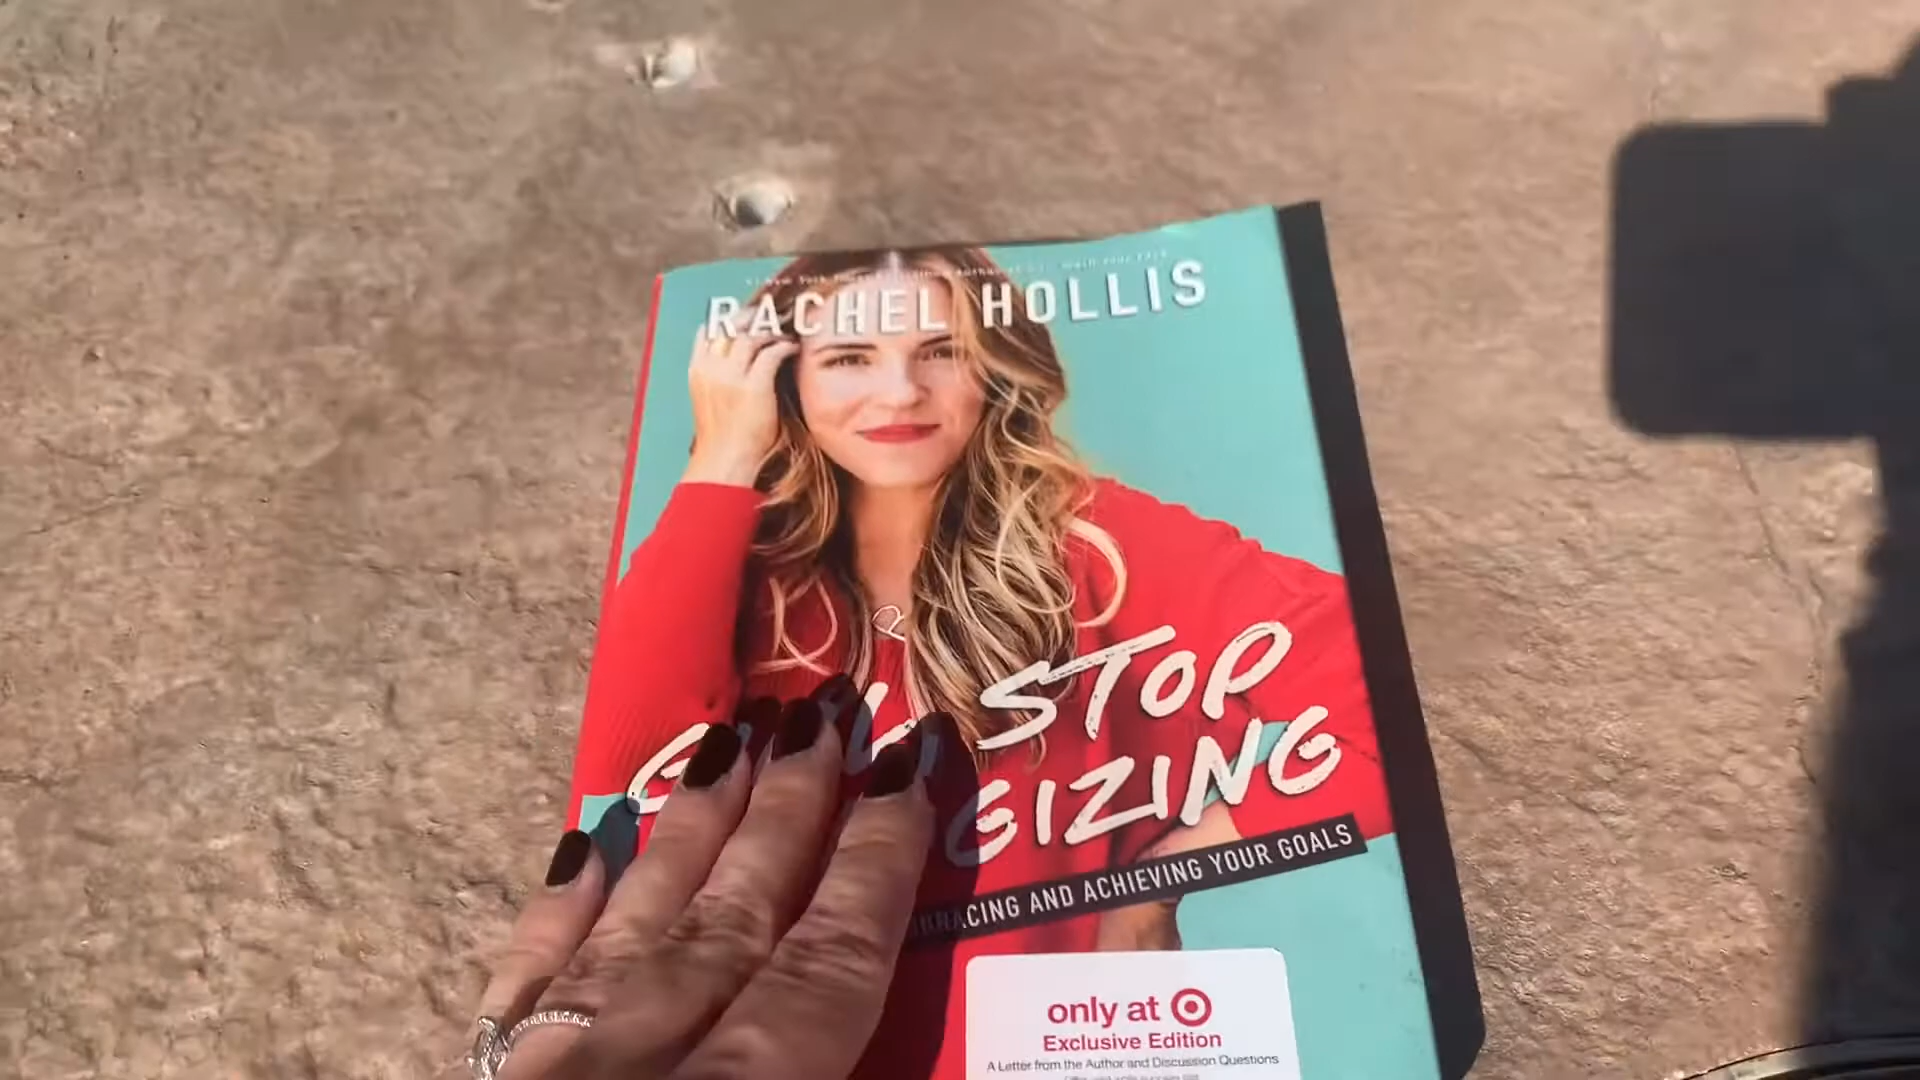 RACHEL HOLLIS
STOP
GIZING
CING AND ACHIEVING YOUR GOALS
only at
Exclusive Edition
A Letter from the Author and Discussion Questions